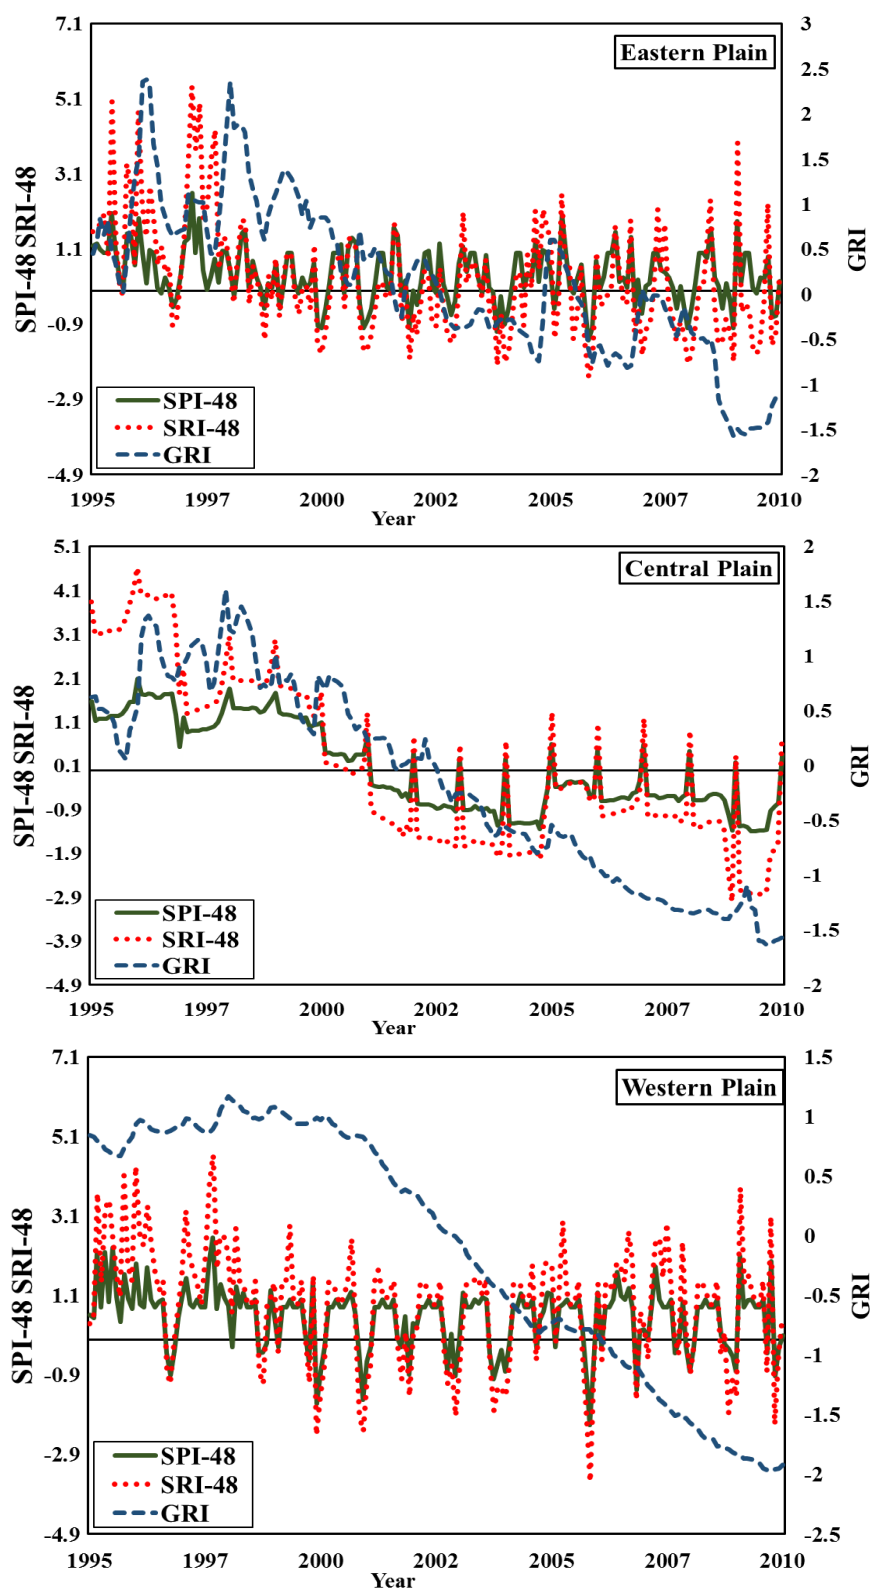 7.1
5.1
3.1
1.1
-0.9
-2.9
-4.9
SPI-48 SRI-48
3
2.5
2
1.5
1
0.5
0
-0.5
-1
-1.5
-2
GRI
Eastern Plain
SPI-48
SRI-48
GRI
1995 1997 2000 2002 2005 2007 2010
Year
5.1
4.1
3.1
2.1
1.1
0.1
-0.9
-1.9
-2.9
-3.9
-4.9
SPI-48 SRI-48
2
1.5
1
0.5
0
-0.5
-1
-1.5
-2
GRI
Central Plain
SPI-48
SRI-48
GRI
1995 1997 2000 2002 2005 2007 2010
Year
7.1
5.1
3.1
1.1
-0.9
-2.9
-4.9
SPI-48 SRI-48
1.5
1
0.5
0
-0.5
-1
-1.5
-2
-2.5
GRI
Western Plain
SPI-48
SRI-48
GRI
1995 1997 2000 2002 2005 2007 2010
Year